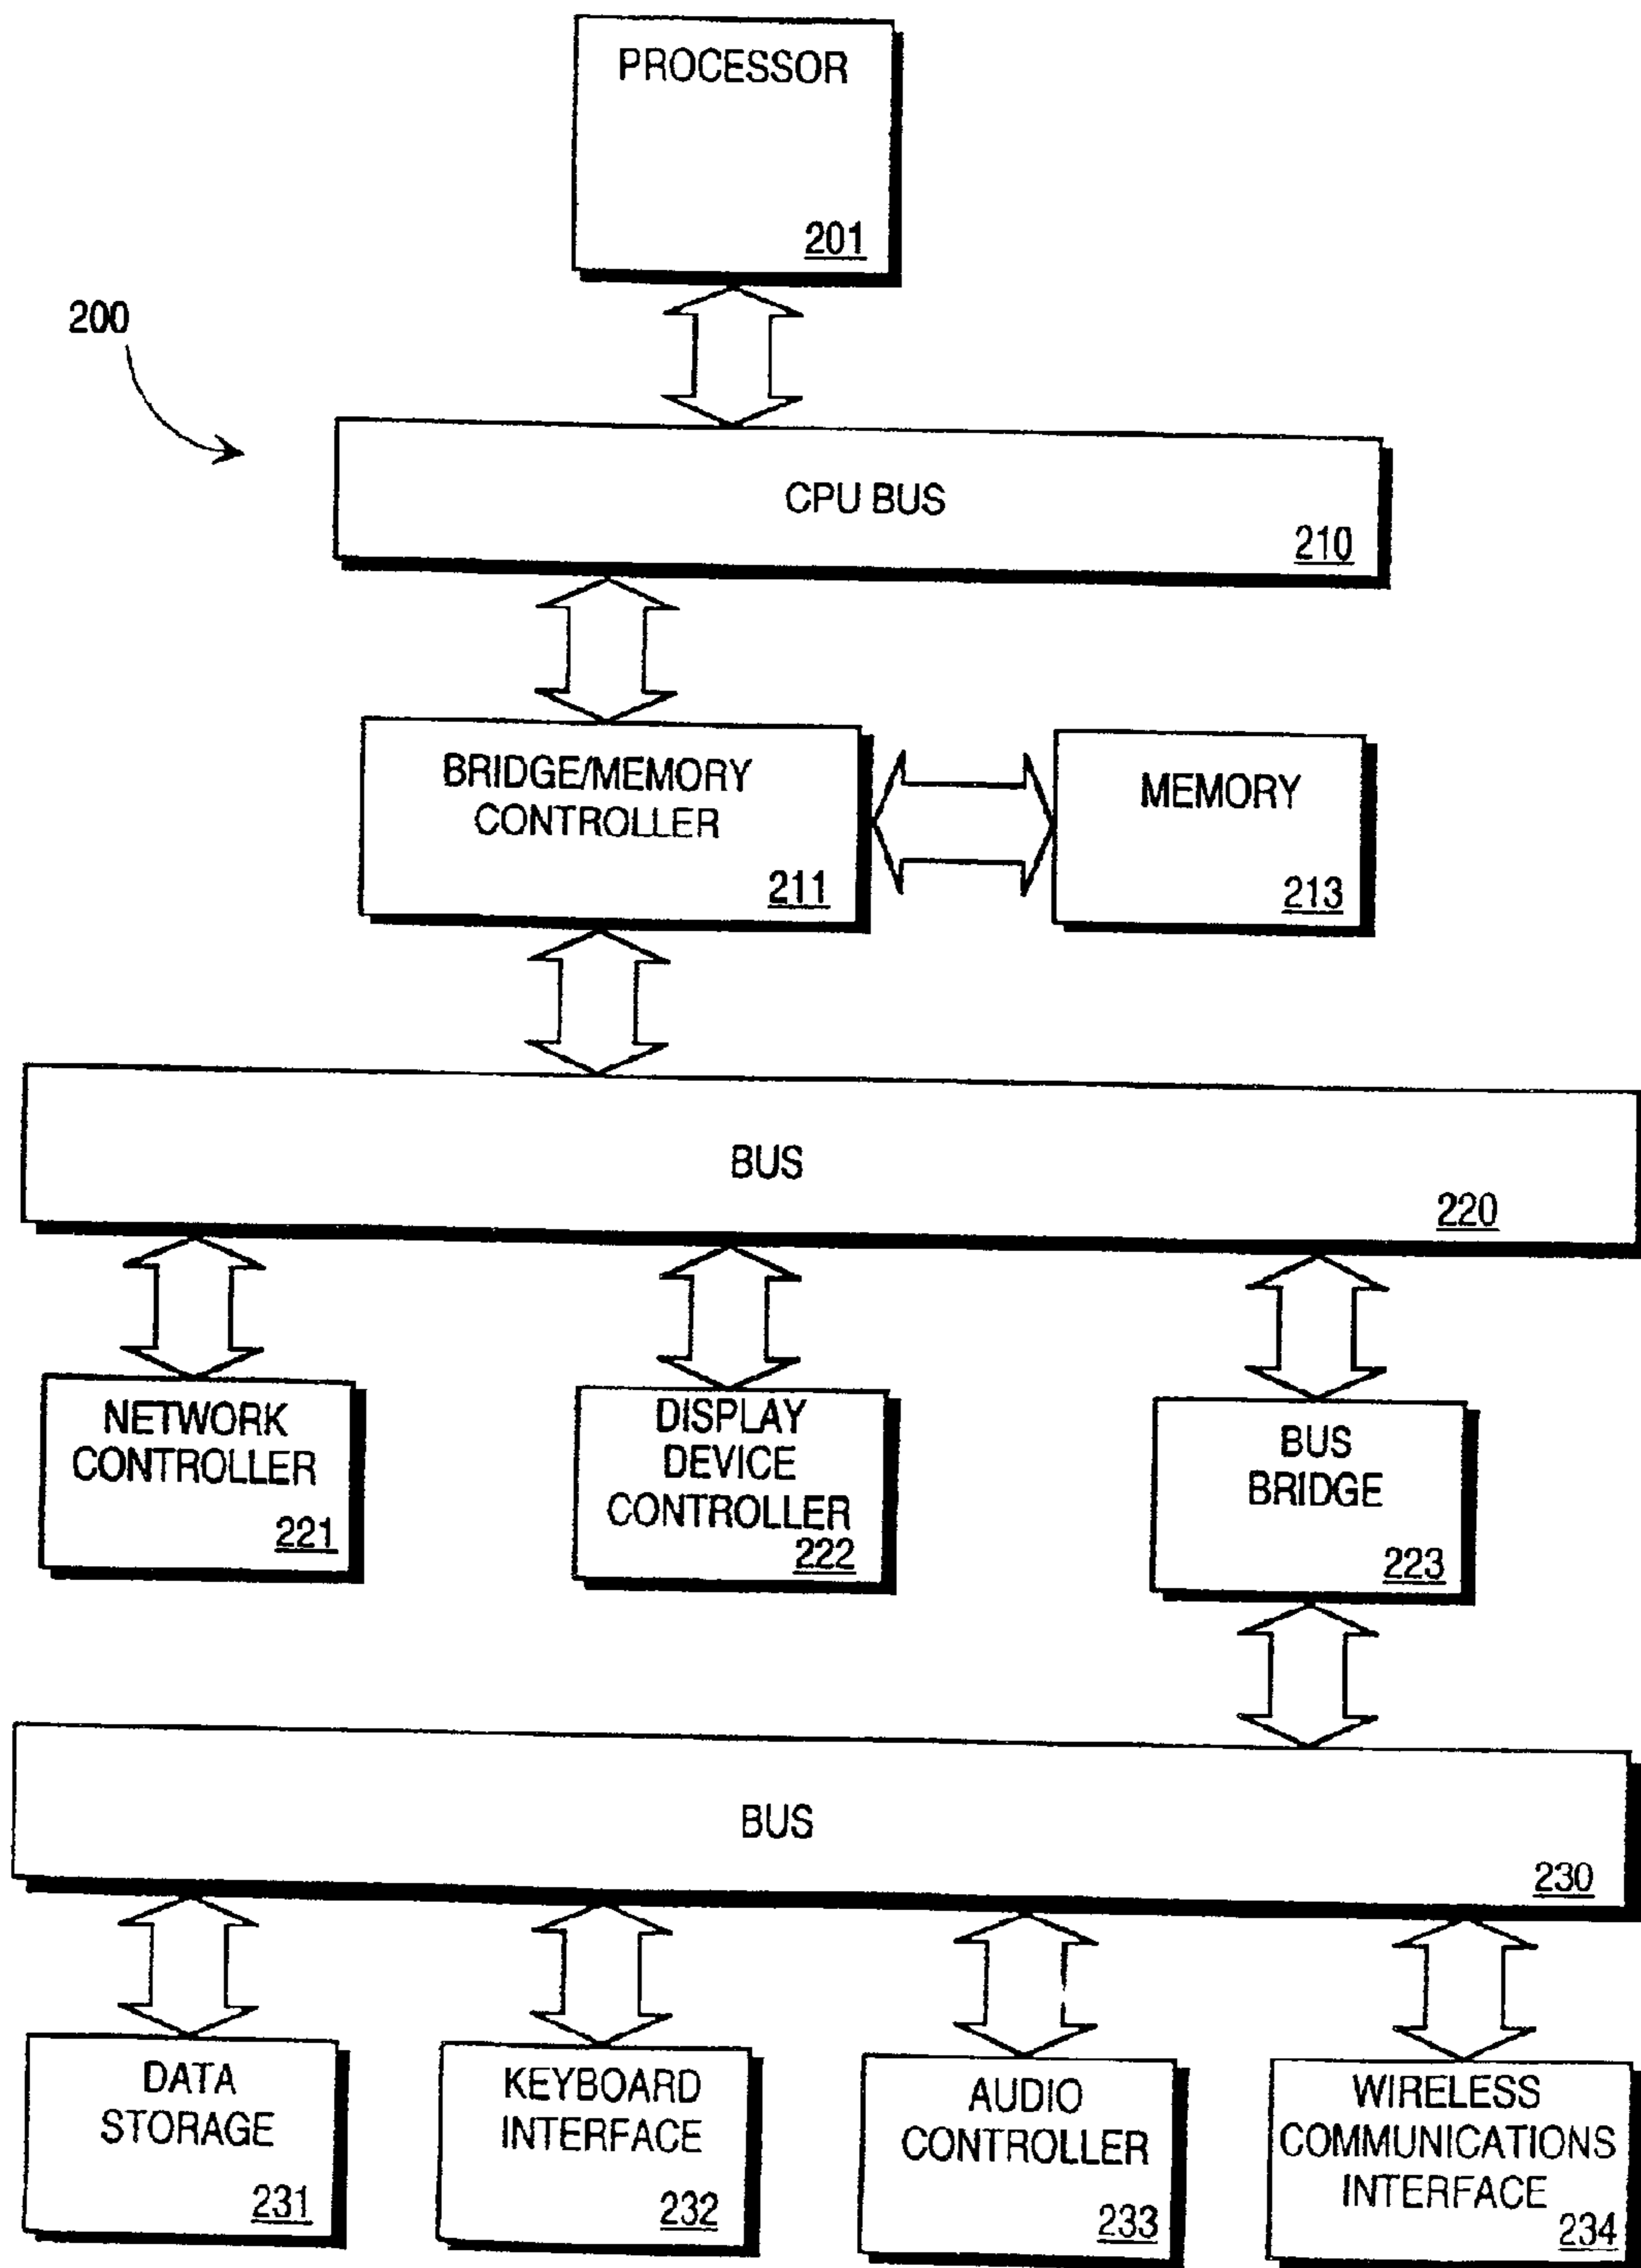 PROCESSOR
201
200
CPU BUS
210
BRIDGE/MEMORY
CONTROLLER
211
MEMORY
213
BUS
220
NETWORK
CONTROLLER
221
DISPLAY
DEVICE
CONTROLLER
222
BUS
BRIDGE
223
BUS
230
DATA
STORAGE
231
KEYBOARD
INTERFACE
232
AUDIO
CONTROLLER
233
WIRELESS
COMMUNICATIONS
INTERFACE
234